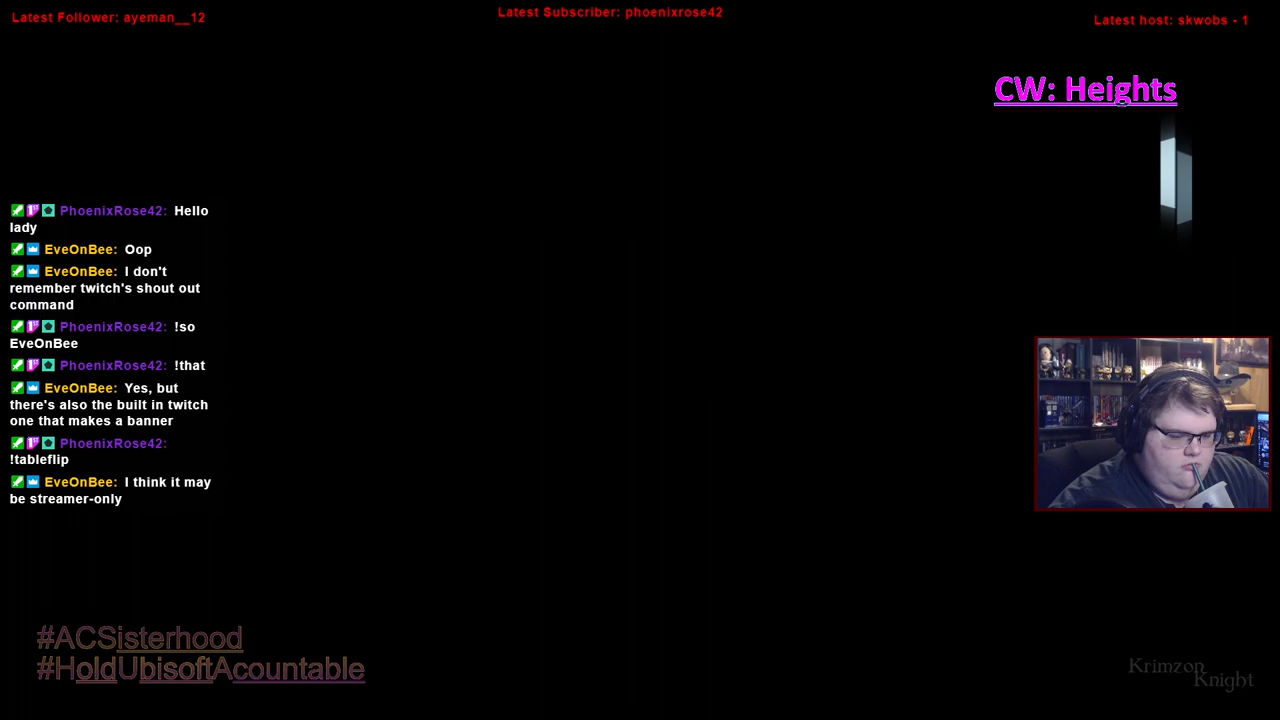 Latest Follower: ayeman__12
Latest Subscriber: phoenixrose42
Latest host: skwobs - 1
CW: Heights
PhoenixRose42: Hello
lady
EveOnBee: Oop
EveOnBee: I don't
remember twitch's shout out
command
PhoenixRose42: !so
EveOnBee
PhoenixRose42: !that
EveOnBee: Yes, but
there's also the built in twitch
one that makes a banner
PhoenixRose42:
!tableflip
EveOnBee: I think it may
be streamer-only
#ACSisterhood
#HoldUbisoftAcountable
Krimzon
Knight